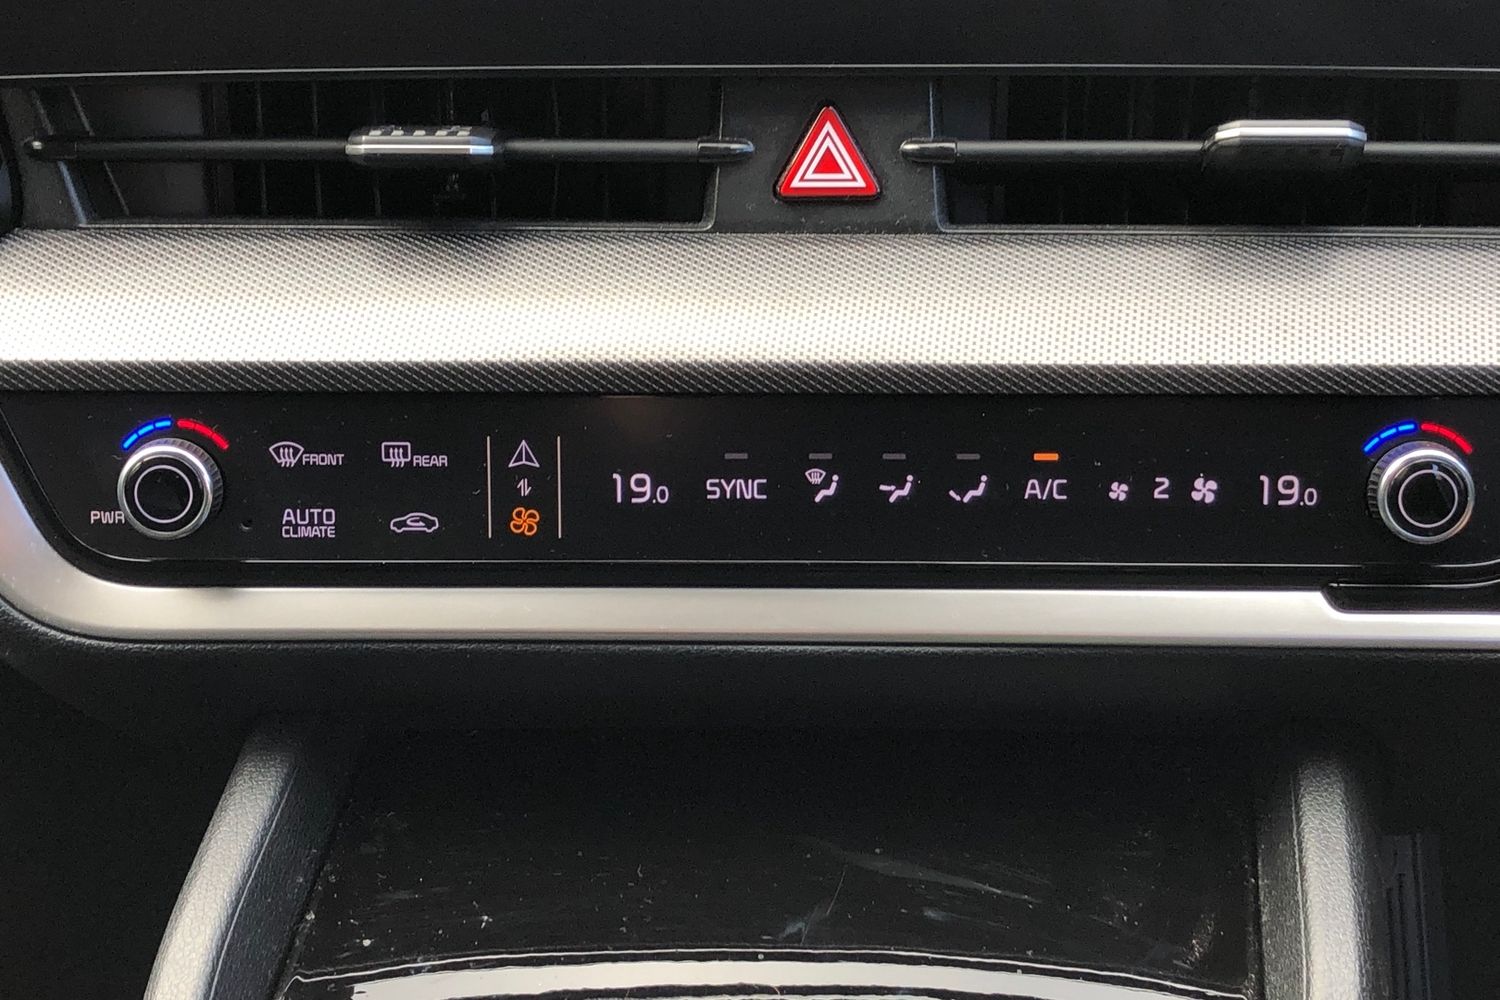 FRONT
REAR
19.0
SYNC
A/C
2
19.0
PWR
AUTO
CLIMATE